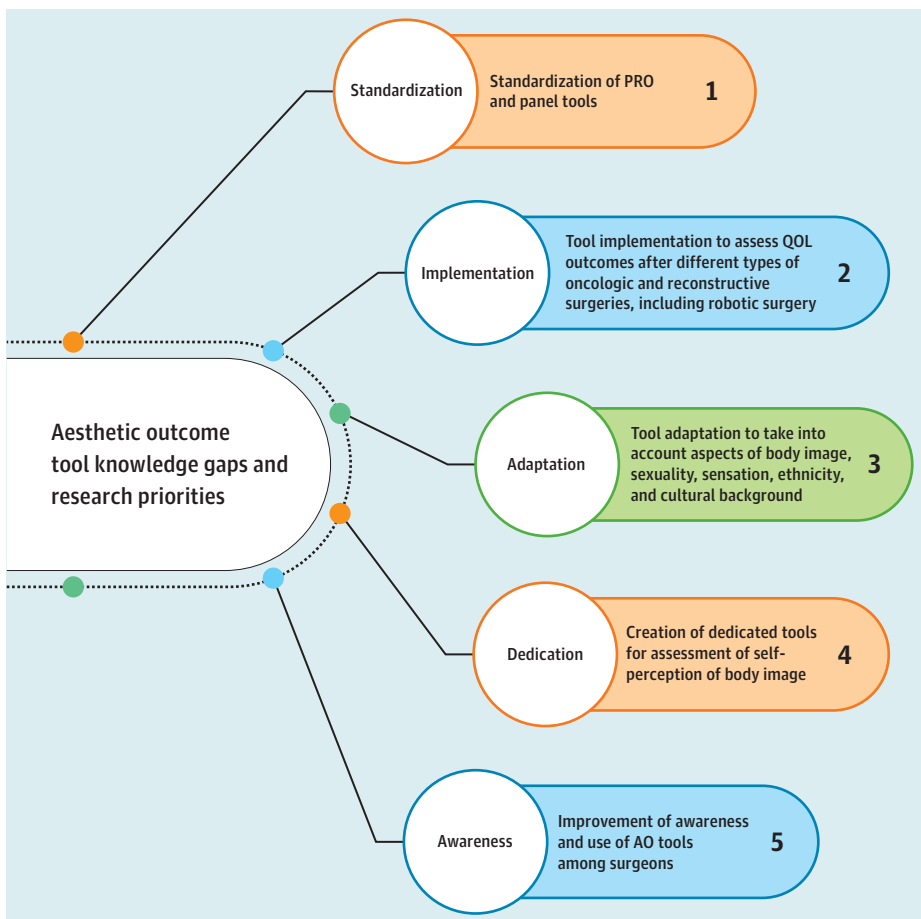 Standardization
Standardization of PRO
and panel tools
1
Implementation
Tool implementation to assess QOL
outcomes after different types of
oncologic and reconstructive
surgeries, including robotic surgery
2
Aesthetic outcome
tool knowledge gaps and
research priorities
Adaptation
Tool adaptation to take into
account aspects of body image,
sexuality, sensation, ethnicity,
and cultural background
3
Dedication
Creation of dedicated tools
for assessment of self-
perception of body image
4
Awareness
Improvement of awareness
and use of AO tools
among surgeons
5